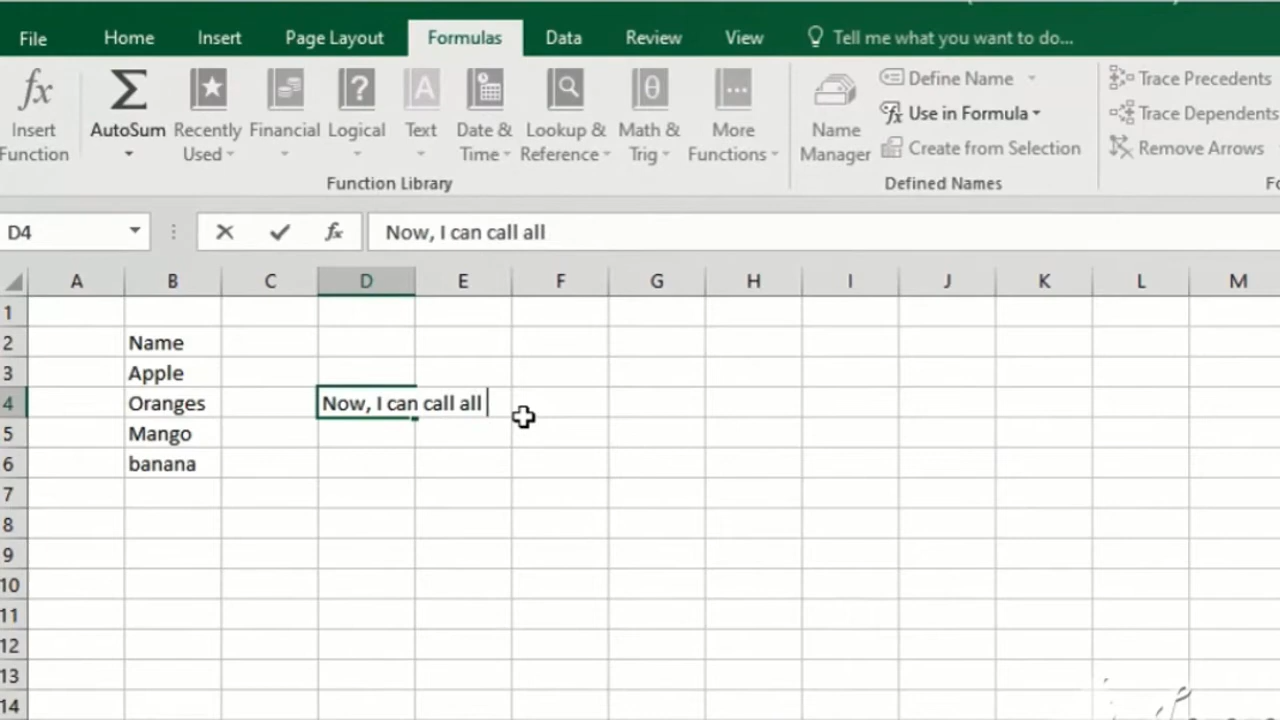 File Home Insert Page Layout Formulas Data Review View Tell me what you want to do...
fx Σ ? A θ
Insert Function
AutoSum
Recently Used
Financial
Logical
Text
Date & Time
Lookup & Reference
Math & Trig
More Functions
Function Library
Name Manager
Define Name
Use in Formula
Create from Selection
Defined Names
Trace Precedents
Trace Dependents
Remove Arrows
D4 fx Now, I can call all
A B C D E F G H I J K L M
1
2 Name
3 Apple
4 Oranges Now, I can call all
5 Mango
6 banana
7
8
9
10
11
12
13
14